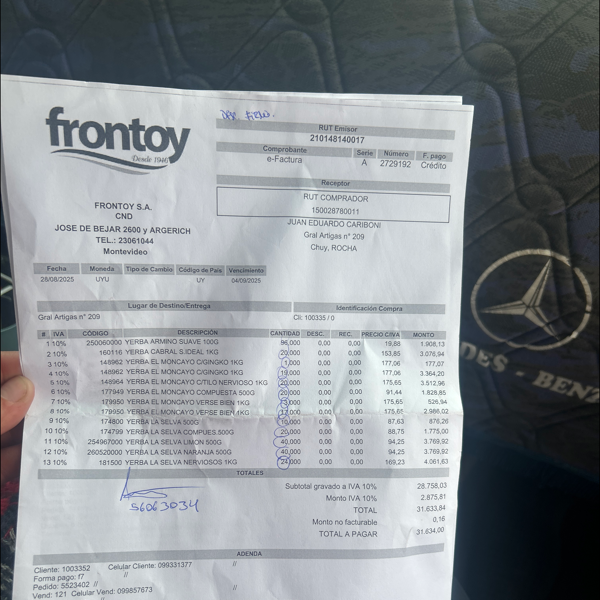 frontoy
Desde 1946
RUT Emisor
210148140017
Comprobante Serie Número F. pago
e-Factura A 2729192 Crédito
Receptor
RUT COMPRADOR
150028780011
JUAN EDUARDO CARIBONI
Gral Artigas n° 209
Chuy, ROCHA
FRONTOY S.A.
CND
JOSE DE BEJAR 2600 y ARGERICH
TEL.: 23061044
Montevideo
Fecha Moneda Tipo de Cambio Código de País Vencimiento
28/08/2025 UYU UY 04/09/2025
Lugar de Destino/Entrega Identificación Compra
Gral Artigas n° 209 Cli: 100335 / 0
# IVA CÓDIGO DESCRIPCIÓN CANTIDAD DESC. REC. PRECIO C/IVA MONTO
1 10% 250060000 YERBA ARMINO SUAVE 100G 96,000 0,00 0,00 19,88 1.908,13
2 10% 160116 YERBA CABRAL S.IDEAL 1KG 20,000 0,00 0,00 153,85 3.076,94
3 10% 148962 YERBA EL MONCAYO C/GINGKO 1KG 1,000 0,00 0,00 177,06 177,07
4 10% 148962 YERBA EL MONCAYO C/GINGKO 1KG 19,000 0,00 0,00 177,06 3.364,20
5 10% 148964 YERBA EL MONCAYO C/TILO NERVIOSO 1KG 20,000 0,00 0,00 175,65 3.512,96
6 10% 177949 YERBA EL MONCAYO COMPUESTA 500G 20,000 0,00 0,00 91,44 1.828,85
7 10% 179950 YERBA EL MONCAYO VERSE BIEN 1KG 3,000 0,00 0,00 175,65 526,94
8 10% 179950 YERBA EL MONCAYO VERSE BIEN 1KG 17,000 0,00 0,00 175,65 2.986,02
9 10% 174800 YERBA LA SELVA 500G 10,000 0,00 0,00 87,63 876,26
10 10% 174799 YERBA LA SELVA COMPUES.500G 20,000 0,00 0,00 88,75 1.775,00
11 10% 254967000 YERBA LA SELVA LIMON 500G 40,000 0,00 0,00 94,25 3.769,92
12 10% 260520000 YERBA LA SELVA NARANJA 500G 40,000 0,00 0,00 94,25 3.769,92
13 10% 181500 YERBA LA SELVA NERVIOSOS 1KG 24,000 0,00 0,00 169,23 4.061,63
TOTALES
Subtotal gravado a IVA 10% 28.758,03
Monto IVA 10% 2.875,81
TOTAL 31.633,84
Monto no facturable 0,16
TOTAL A PAGAR 31.634,00
56063034
ADENDA
Cliente: 1003352 Celular Cliente: 099331377 //
Forma pago: f7 //
Pedido: 5523402 //
Vend: 121 Celular Vend: 099857673 //
DES - BENZ